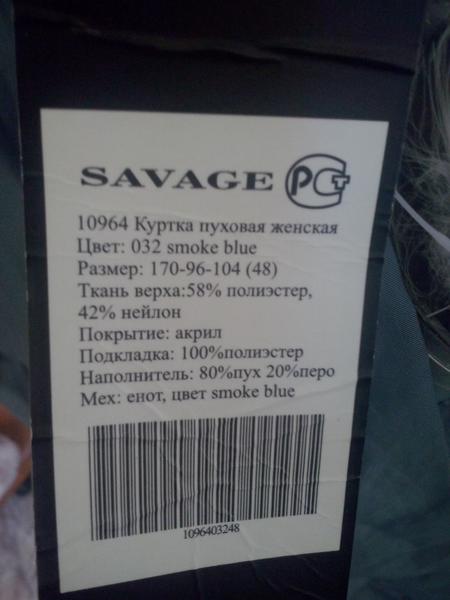 SAVAGE РСТ
10964 Куртка пуховая женская
Цвет: 032 smoke blue
Размер: 170-96-104 (48)
Ткань верха:58% полиэстер,
42% нейлон
Покрытие: акрил
Подкладка: 100%полиэстер
Наполнитель: 80%пух 20%перо
Мех: енот, цвет smoke blue
1096403248